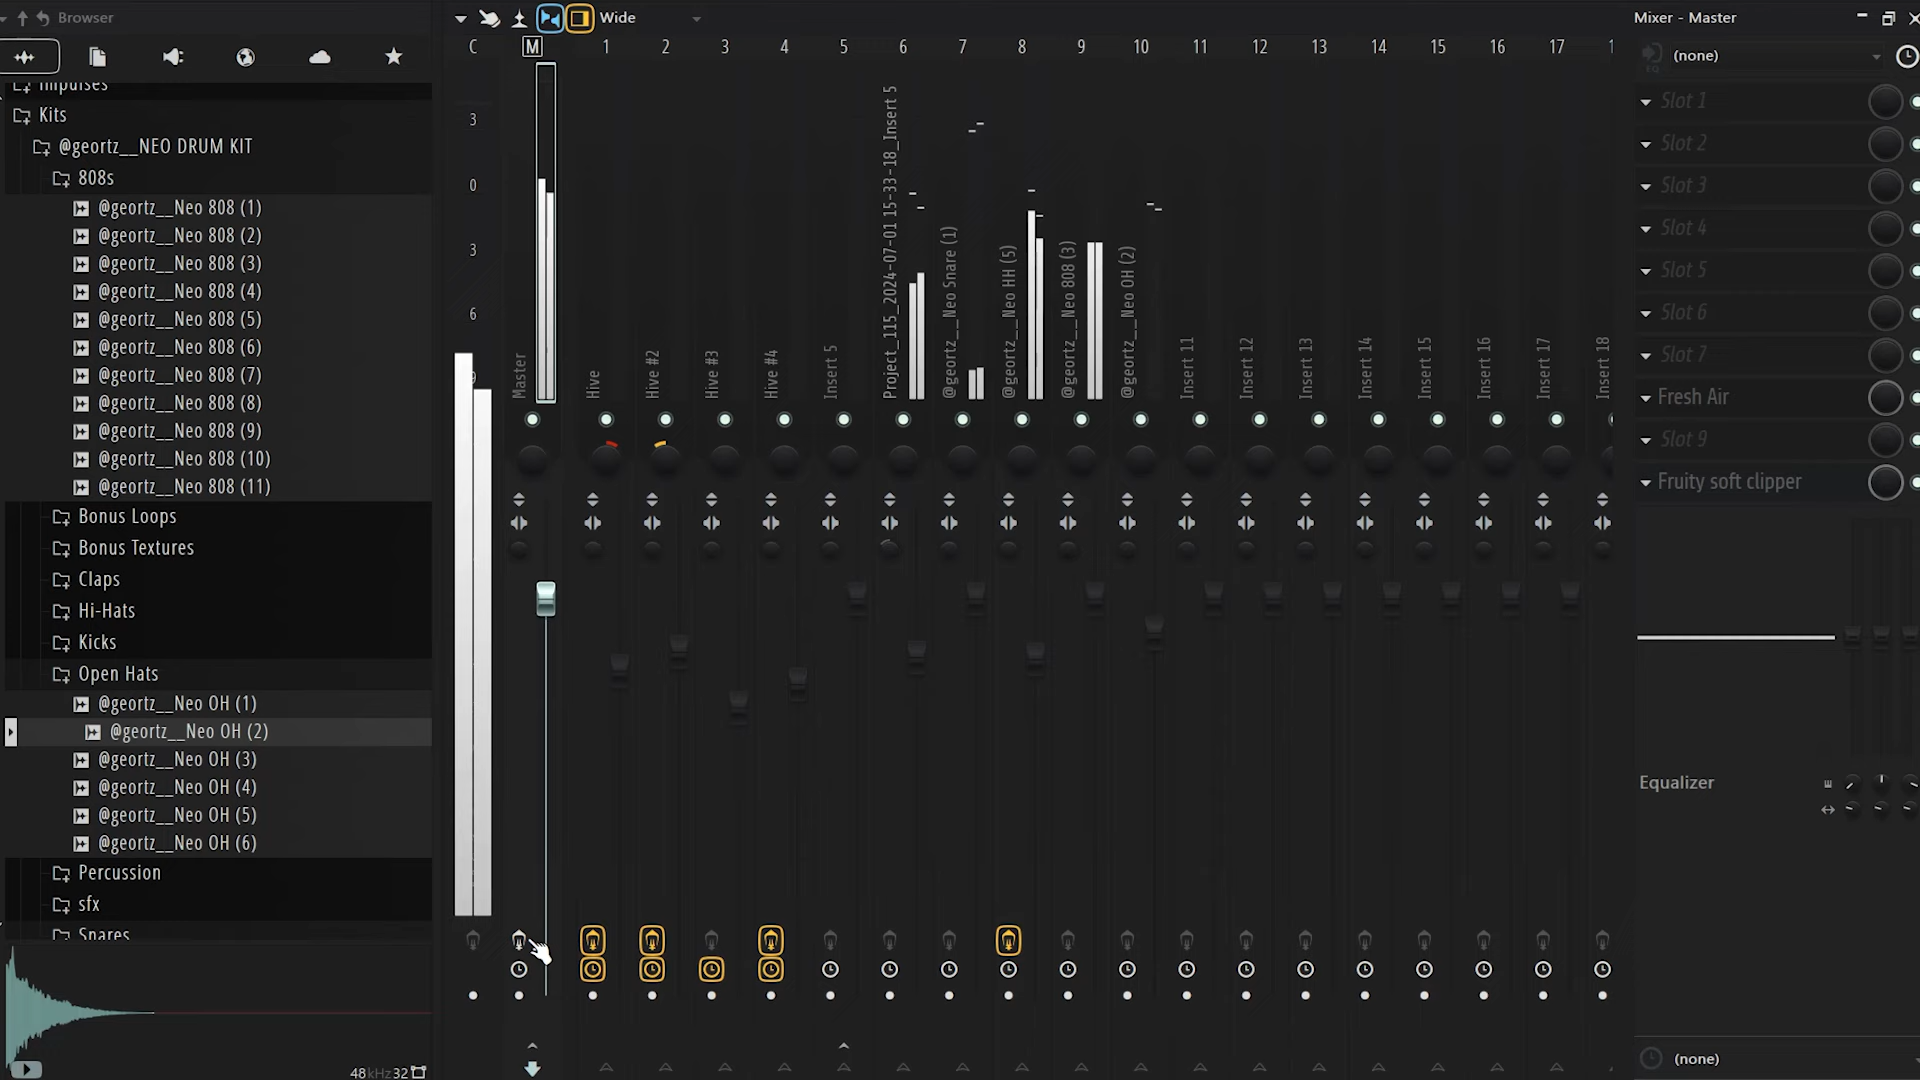 Browser
Impulses
Kits
@geortz__NEO DRUM KIT
808s
@geortz__Neo 808 (1)
@geortz__Neo 808 (2)
@geortz__Neo 808 (3)
@geortz__Neo 808 (4)
@geortz__Neo 808 (5)
@geortz__Neo 808 (6)
@geortz__Neo 808 (7)
@geortz__Neo 808 (8)
@geortz__Neo 808 (9)
@geortz__Neo 808 (10)
@geortz__Neo 808 (11)
Bonus Loops
Bonus Textures
Claps
Hi-Hats
Kicks
Open Hats
@geortz__Neo OH (1)
@geortz__Neo OH (2)
@geortz__Neo OH (3)
@geortz__Neo OH (4)
@geortz__Neo OH (5)
@geortz__Neo OH (6)
Percussion
sfx
Snares
48kHz 32
Wide
C M 1 2 3 4 5 6 7 8 9 10 11 12 13 14 15 16 17 1
3
0
3
6
9
Master
Hive
Hive #2
Hive #3
Hive #4
Insert 5
Project_115_2024-07-01 15-33-18_Insert 5
@geortz__Neo Snare (1)
@geortz__Neo HH (5)
@geortz__Neo 808 (3)
@geortz__Neo OH (2)
Insert 11
Insert 12
Insert 13
Insert 14
Insert 15
Insert 16
Insert 17
Insert 18
Mixer - Master
EQ
(none)
Slot 1
Slot 2
Slot 3
Slot 4
Slot 5
Slot 6
Slot 7
Fresh Air
Slot 9
Fruity soft clipper
Equalizer
(none)